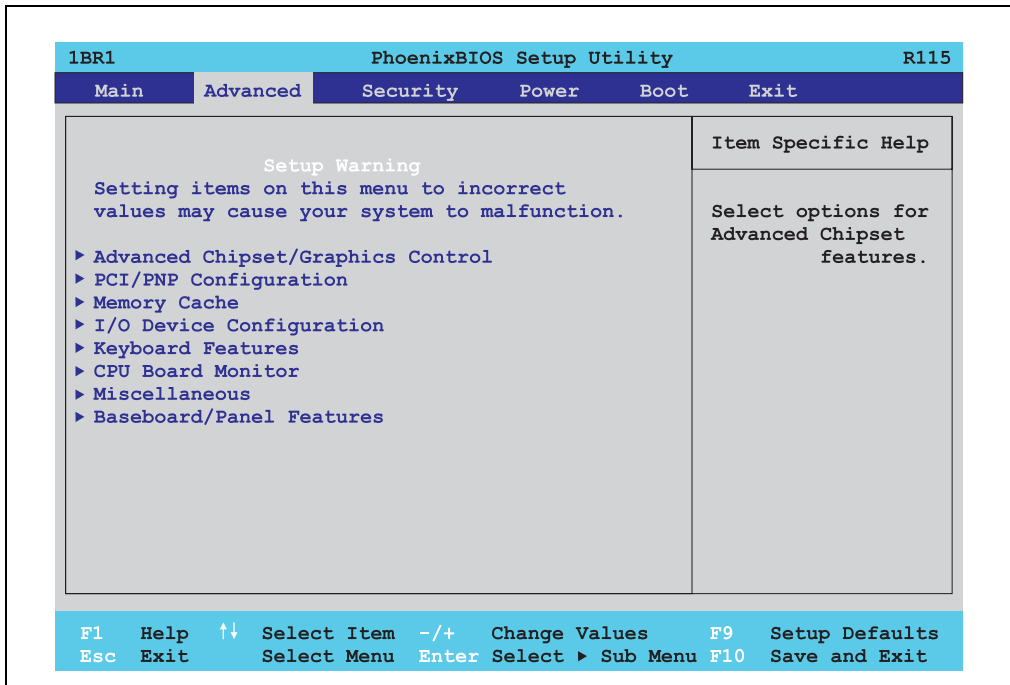 1BR1 PhoenixBIOS Setup Utility R115
Main Advanced Security Power Boot Exit
Setup Warning
Setting items on this menu to incorrect
values may cause your system to malfunction.
▶ Advanced Chipset/Graphics Control
▶ PCI/PNP Configuration
▶ Memory Cache
▶ I/O Device Configuration
▶ Keyboard Features
▶ CPU Board Monitor
▶ Miscellaneous
▶ Baseboard/Panel Features
Item Specific Help
Select options for
Advanced Chipset
features.
F1 Help ↑↓ Select Item -/+ Change Values F9 Setup Defaults
Esc Exit Select Menu Enter Select ▶ Sub Menu F10 Save and Exit